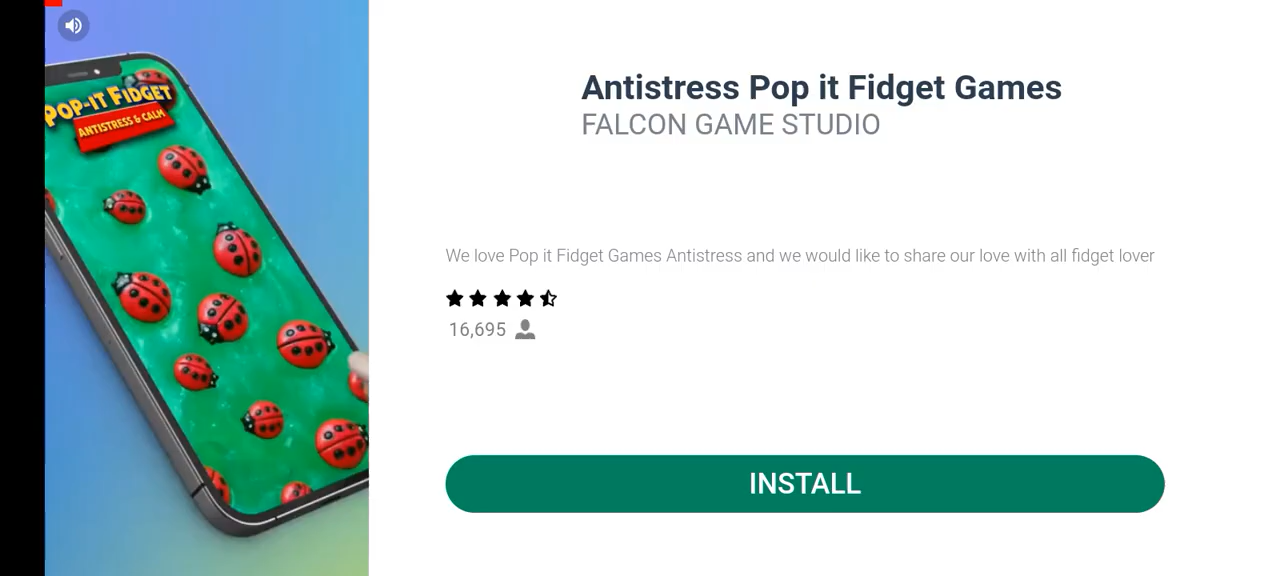 POP-IT FIDGET
ANTISTRESS & CALM
Antistress Pop it Fidget Games
FALCON GAME STUDIO
We love Pop it Fidget Games Antistress and we would like to share our love with all fidget lover
16,695
INSTALL